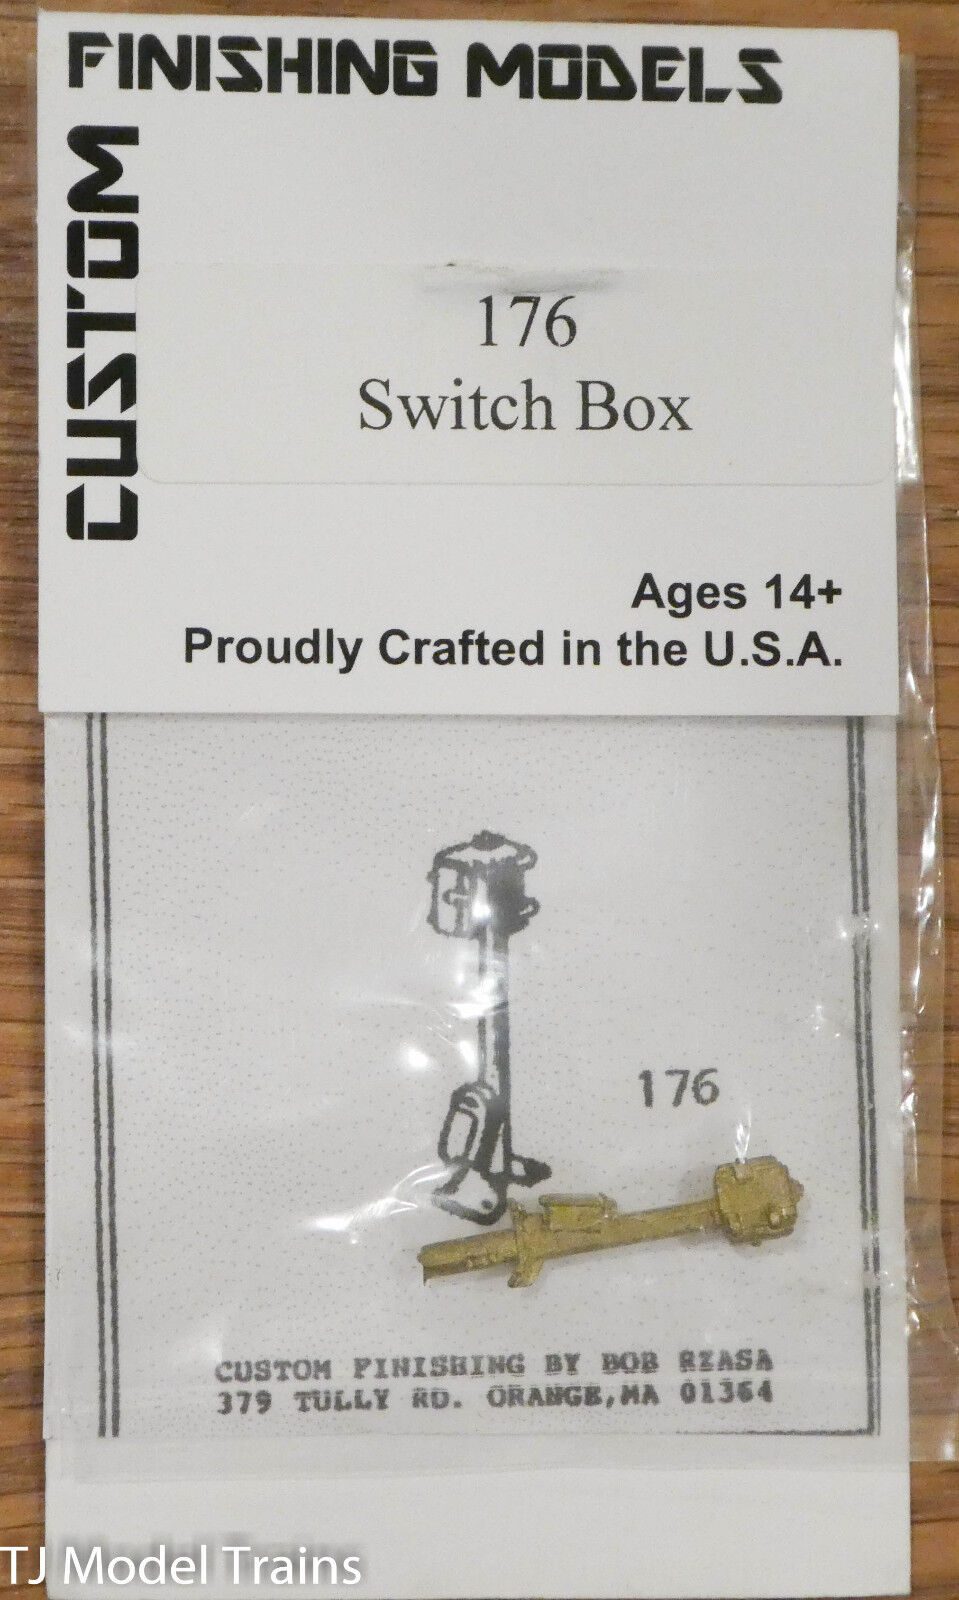 FINISHING MODELS
CUSTOM
176
Switch Box
Ages 14+
Proudly Crafted in the U.S.A.
176
CUSTOM FINISHING BY BOB RZASA
379 TULLY RD. ORANGE, MA 01364
TJ Model Trains